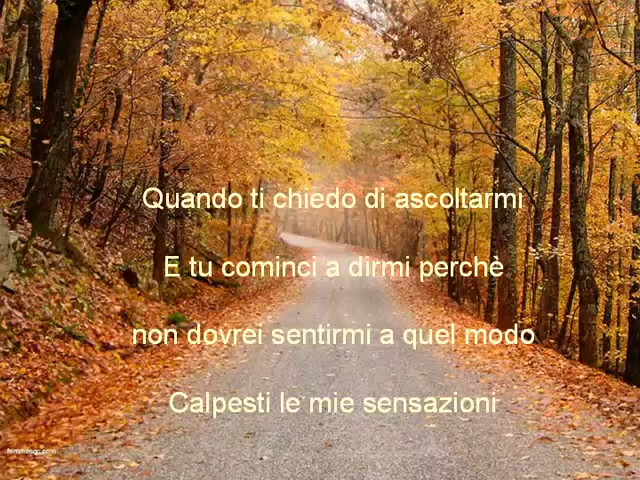 Quando ti chiedo di ascoltarmi
E tu cominci a dirmi perchè
non dovrei sentirmi a quel modo
Calpesti le mie sensazioni